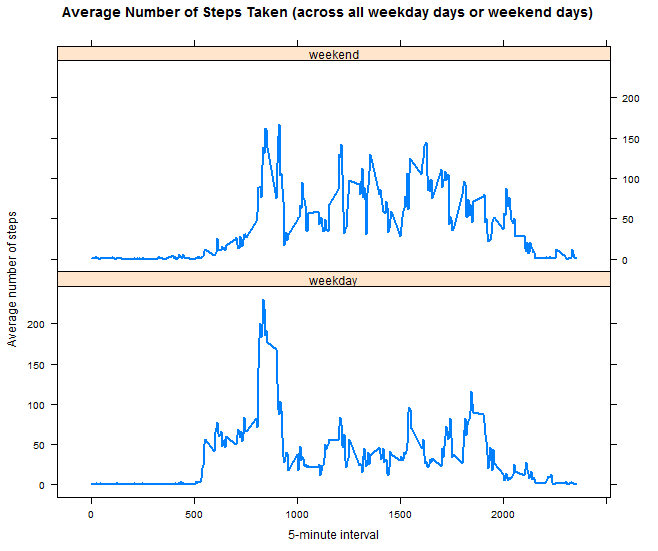 Average Number of Steps Taken (across all weekday days or weekend days)
weekend
200
150
100
50
0
weekday
200
150
100
50
0
Average number of steps
0 500 1000 1500 2000
5-minute interval